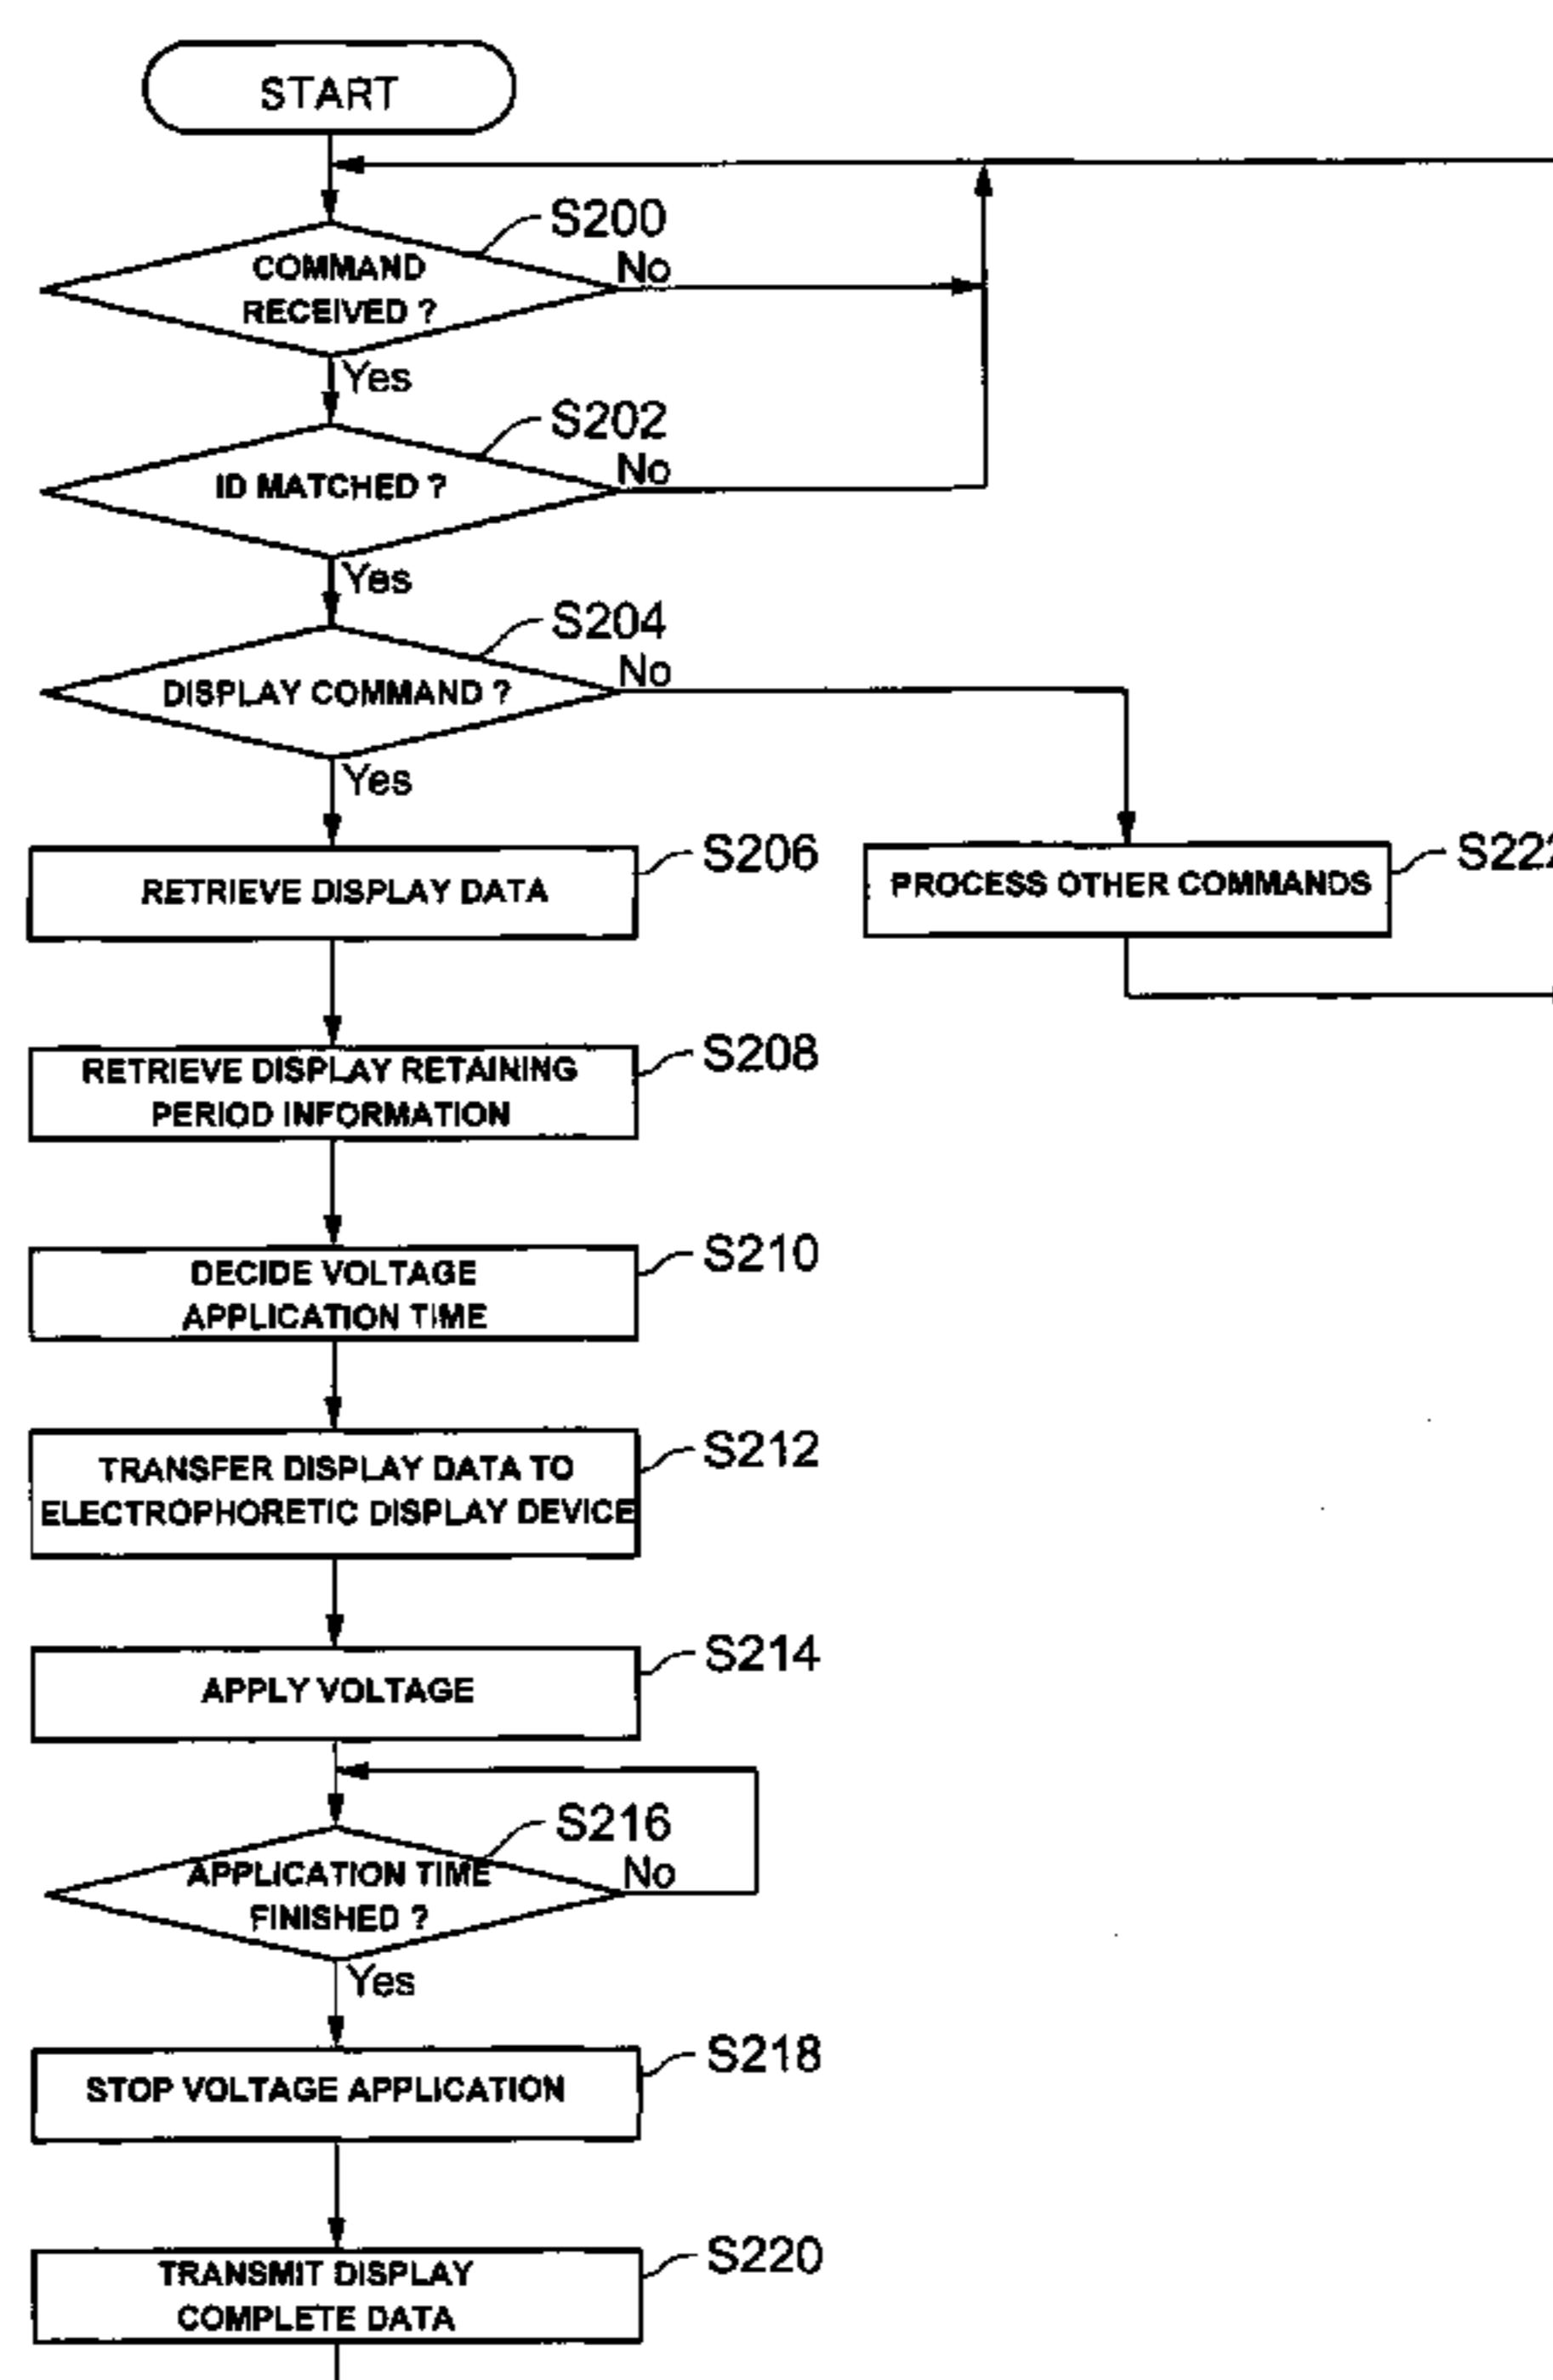 START
S200
COMMAND
RECEIVED ?
No
Yes
S202
ID MATCHED ?
No
Yes
S204
DISPLAY COMMAND ?
No
Yes
S206
RETRIEVE DISPLAY DATA
S222
PROCESS OTHER COMMANDS
S208
RETRIEVE DISPLAY RETAINING
PERIOD INFORMATION
S210
DECIDE VOLTAGE
APPLICATION TIME
S212
TRANSFER DISPLAY DATA TO
ELECTROPHORETIC DISPLAY DEVICE
S214
APPLY VOLTAGE
S216
APPLICATION TIME
FINISHED ?
No
Yes
S218
STOP VOLTAGE APPLICATION
S220
TRANSMIT DISPLAY
COMPLETE DATA